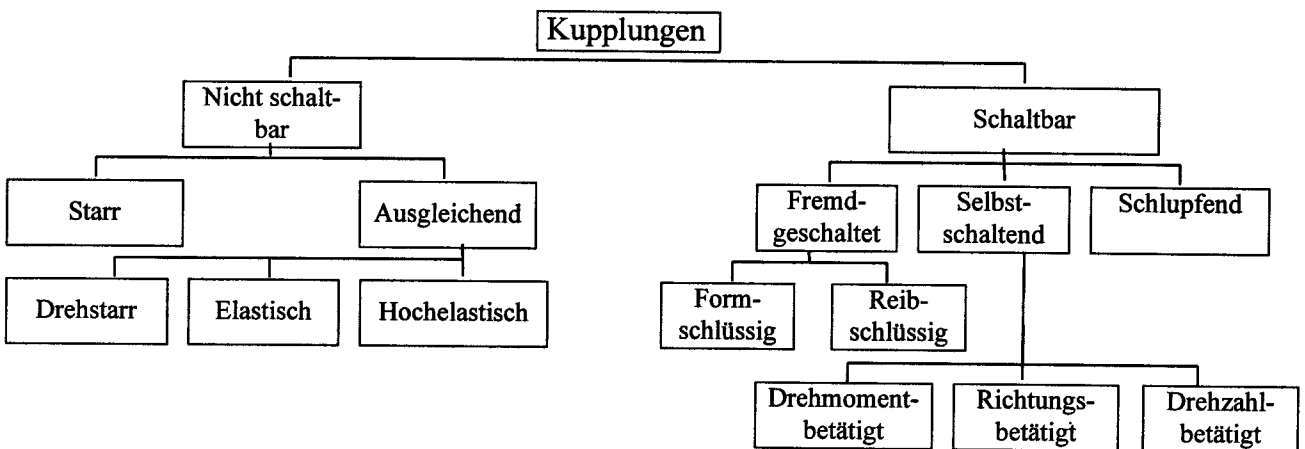 Kupplungen
Nicht schalt-
bar
Schaltbar
Starr
Ausgleichend
Fremd-
geschaltet
Selbst-
schaltend
Schlupfend
Drehstarr
Elastisch
Hochelastisch
Form-
schlüssig
Reib-
schlüssig
Drehmoment-
betätigt
Richtungs-
betätigt
Drehzahl-
betätigt